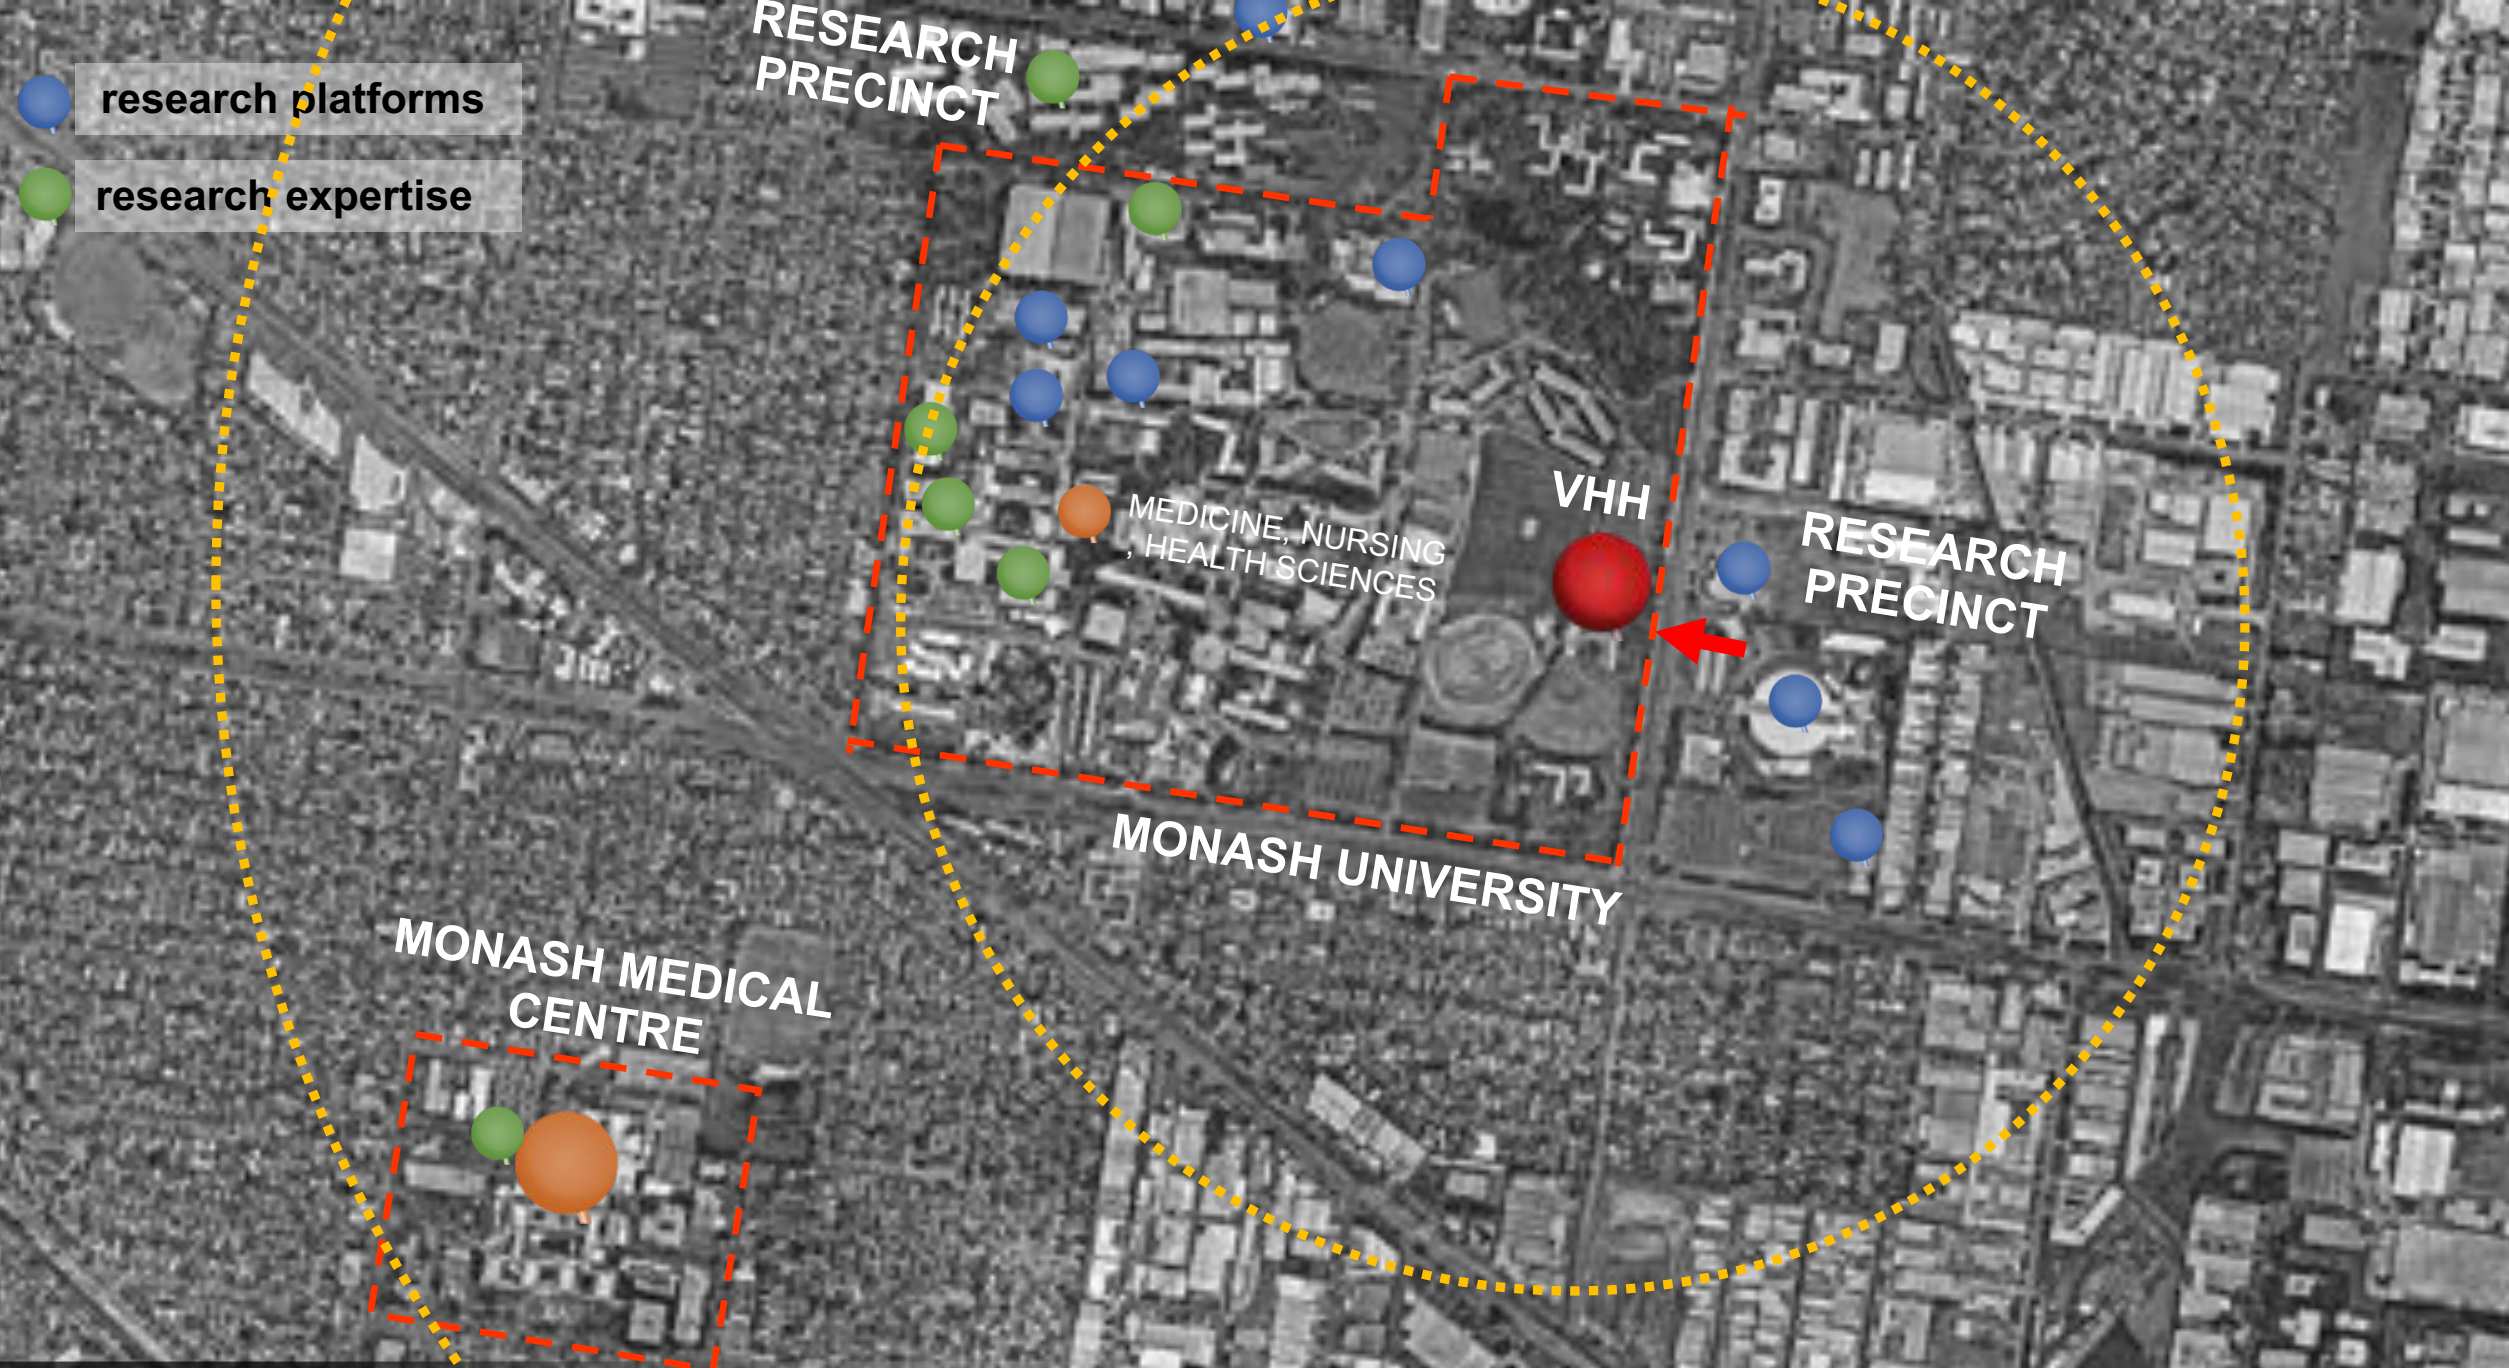 RESEARCH
PRECINCT
research platforms
research expertise
VHH
MEDICINE, NURSING
, HEALTH SCIENCES
RESEARCH
PRECINCT
MONASH UNIVERSITY
MONASH MEDICAL
CENTRE